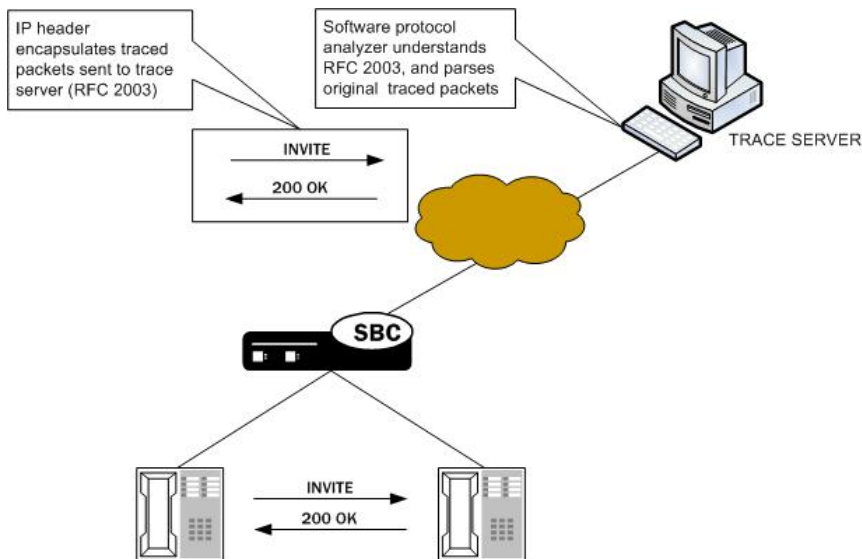 IP header
encapsulates traced
packets sent to trace
server (RFC 2003)
Software protocol
analyzer understands
RFC 2003, and parses
original traced packets
TRACE SERVER
INVITE
200 OK
SBC
INVITE
200 OK